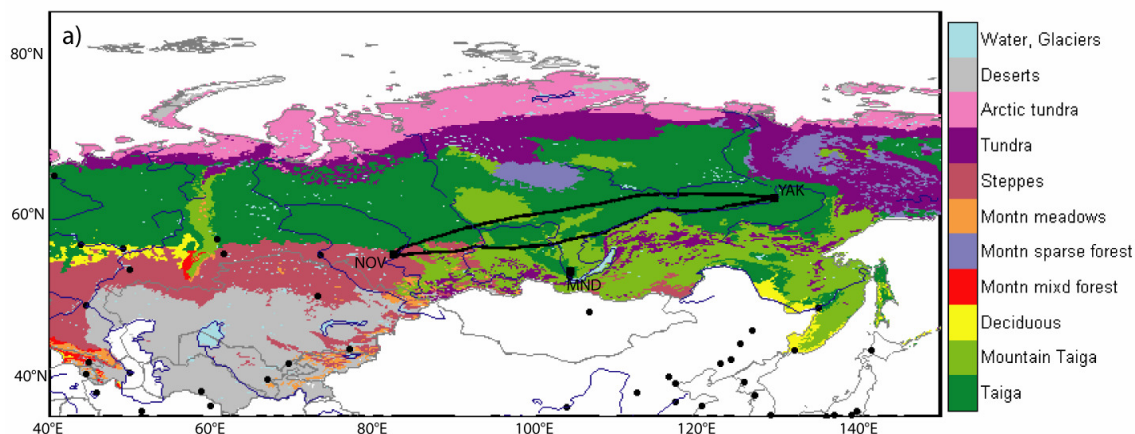 a)
80°N
60°N
40°N
40°E
60°E
80°E
100°E
120°E
140°E
NOV
YAK
MND
Water, Glaciers
Deserts
Arctic tundra
Tundra
Steppes
Montn meadows
Montn sparse forest
Montn mixd forest
Deciduous
Mountain Taiga
Taiga